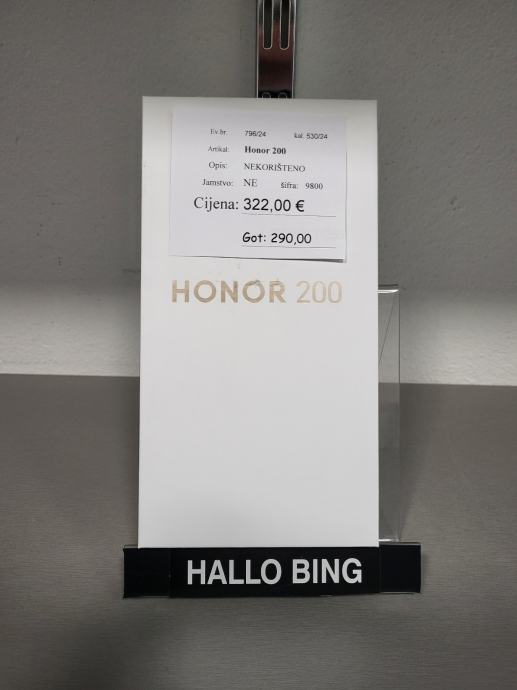 Ev.br. 796/24 kal. 530/24
Artikal: Honor 200
Opis: NEKORIŠTENO
Jamstvo: NE šifra: 9800
Cijena: 322,00 €
Got: 290,00
HONOR 200
HALLO BING